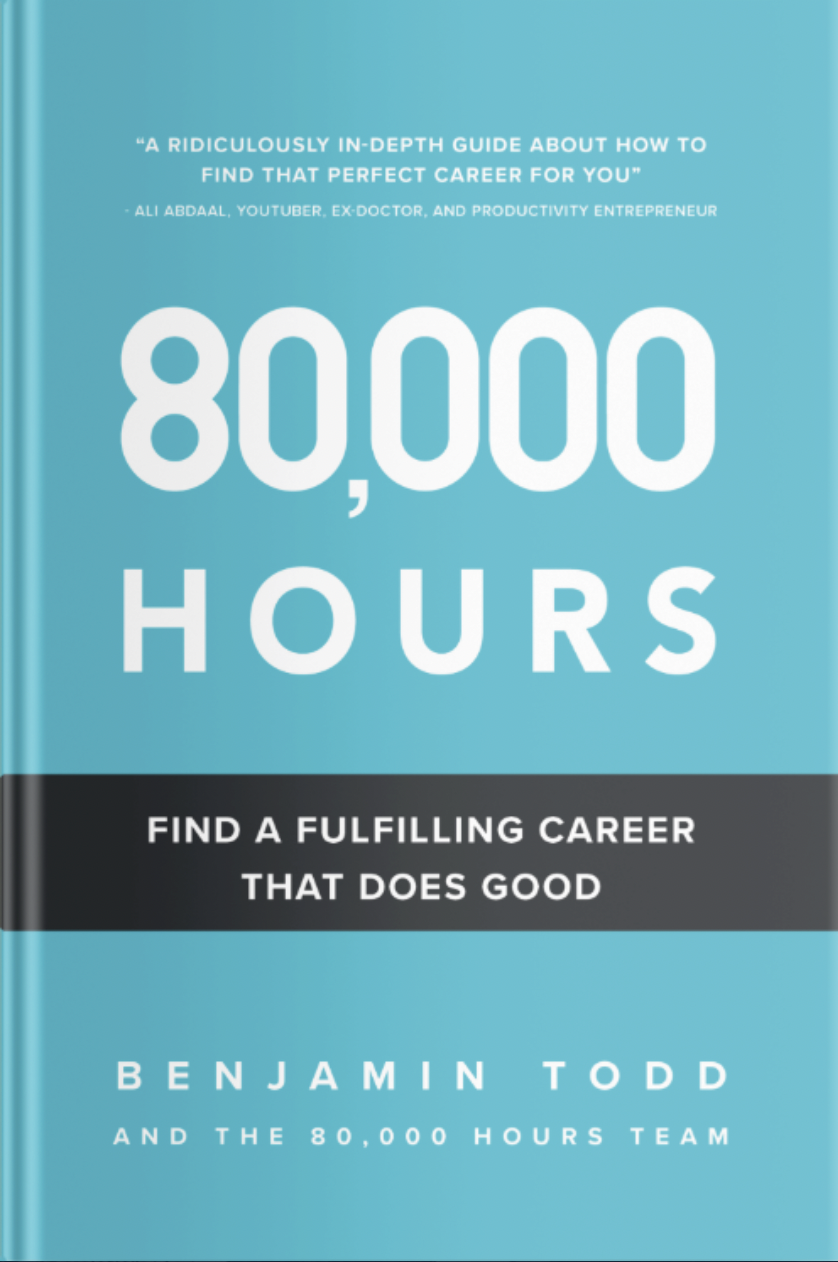 “A RIDICULOUSLY IN-DEPTH GUIDE ABOUT HOW TO
FIND THAT PERFECT CAREER FOR YOU”
- ALI ABDAAL, YOUTUBER, EX-DOCTOR, AND PRODUCTIVITY ENTREPRENEUR
80,000
HOURS
FIND A FULFILLING CAREER
THAT DOES GOOD
BENJAMIN TODD
AND THE 80,000 HOURS TEAM